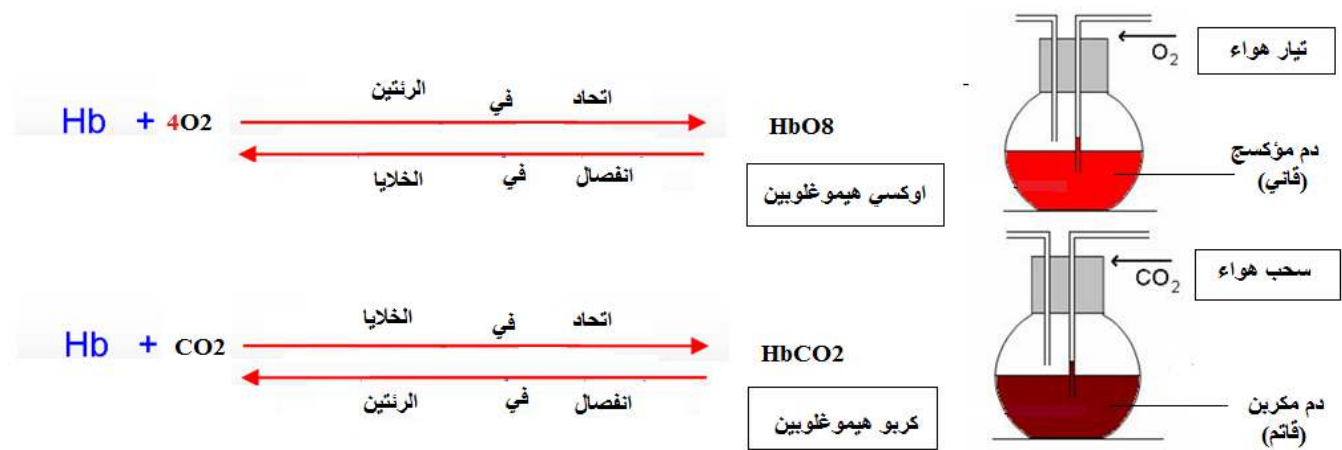 اتحاد في الرئتين
Hb + 4O2
HbO8
انفصال في الخلايا
اوكسي هيموغلوبين
تيار هواء
O2
دم مؤكسج
(قاني)
اتحاد في الخلايا
Hb + CO2
HbCO2
انفصال في الرئتين
كربو هيموغلوبين
سحب هواء
CO2
دم مكربن
(قاتم)